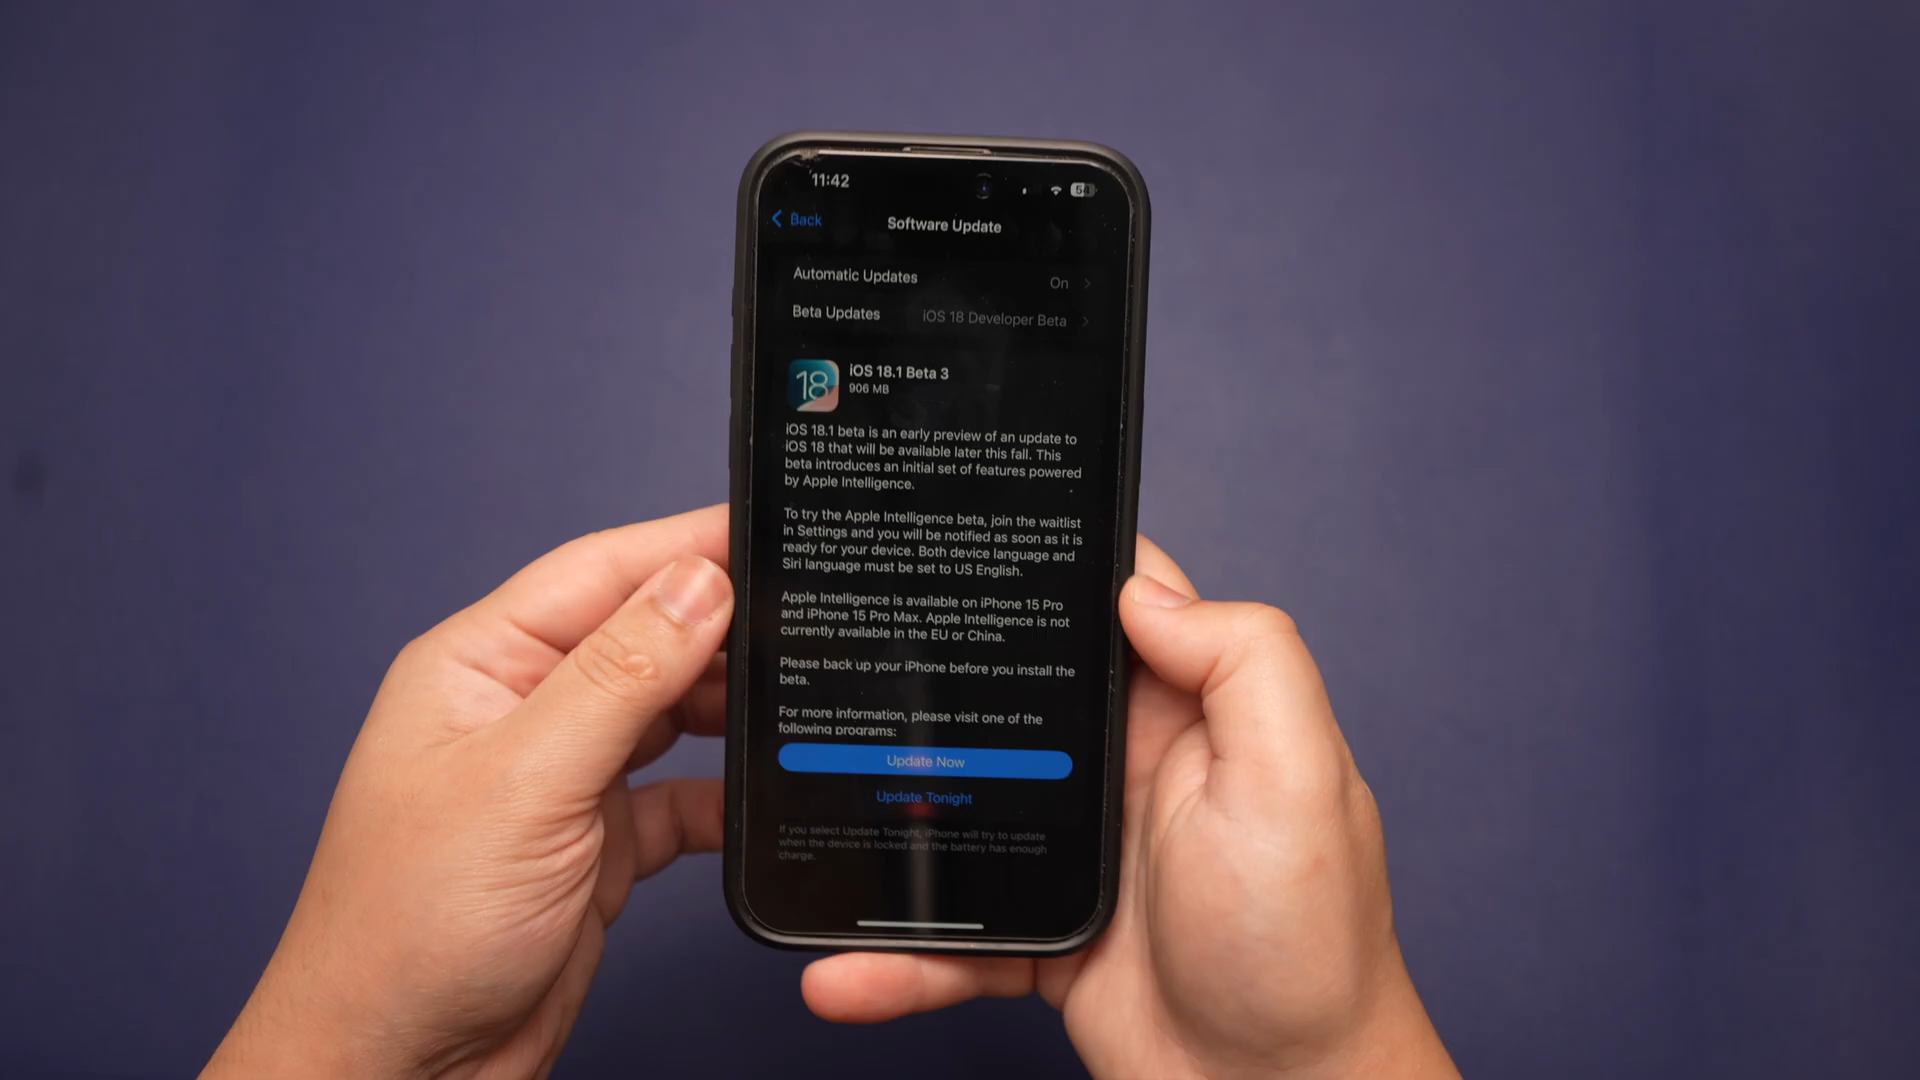 11:42
54
Back
Software Update
Automatic Updates
On
Beta Updates
iOS 18 Developer Beta
18
iOS 18.1 Beta 3
906 MB
iOS 18.1 beta is an early preview of an update to
iOS 18 that will be available later this fall. This
beta introduces an initial set of features powered
by Apple Intelligence.
To try the Apple Intelligence beta, join the waitlist
in Settings and you will be notified as soon as it is
ready for your device. Both device language and
Siri language must be set to US English.
Apple Intelligence is available on iPhone 15 Pro
and iPhone 15 Pro Max. Apple Intelligence is not
currently available in the EU or China.
Please back up your iPhone before you install the
beta.
For more information, please visit one of the
following programs:
Update Now
Update Tonight
If you select Update Tonight, iPhone will try to update
when the device is locked and the battery has enough
charge.